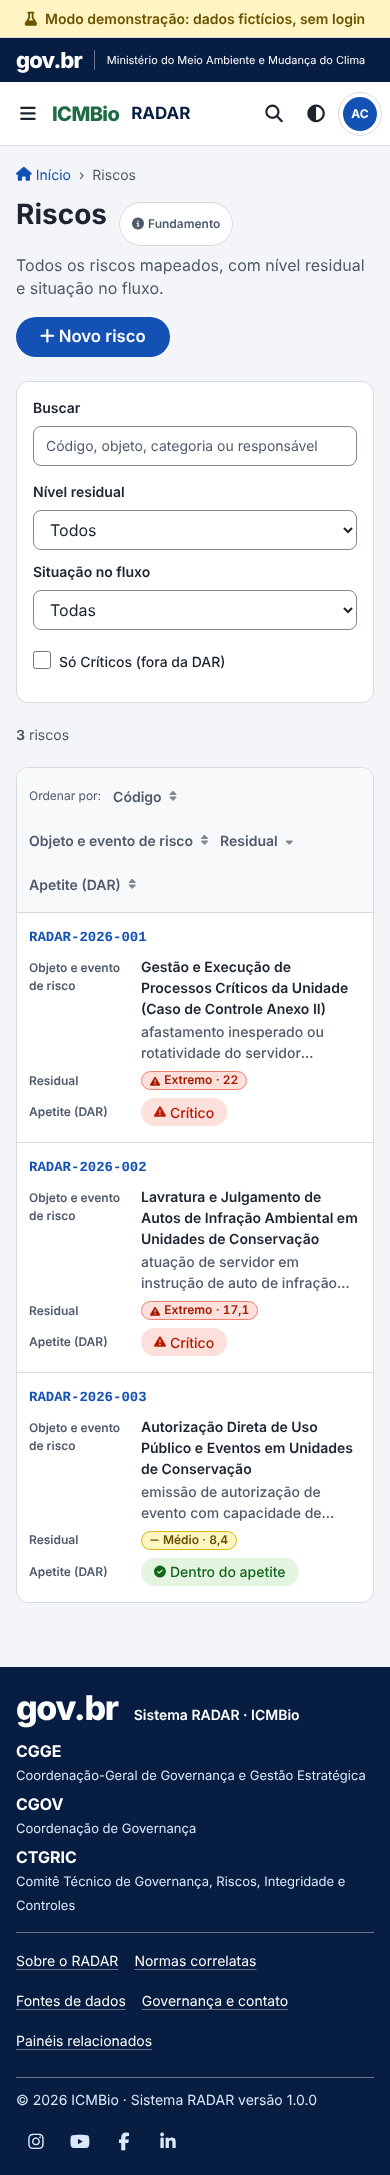 Modo demonstração: dados fictícios, sem login
gov.br
Ministério do Meio Ambiente e Mudança do Clima
ICMBio RADAR
AC
Início › Riscos
Riscos
Fundamento
Todos os riscos mapeados, com nível residual
e situação no fluxo.
+ Novo risco
Buscar
Código, objeto, categoria ou responsável
Nível residual
Todos
Situação no fluxo
Todas
Só Críticos (fora da DAR)
3 riscos
Ordenar por: Código
Objeto e evento de risco Residual
Apetite (DAR)
RADAR-2026-001
Objeto e evento
de risco
Gestão e Execução de
Processos Críticos da Unidade
(Caso de Controle Anexo II)
afastamento inesperado ou
rotatividade do servidor...
Residual
Extremo · 22
Apetite (DAR)
Crítico
RADAR-2026-002
Objeto e evento
de risco
Lavratura e Julgamento de
Autos de Infração Ambiental em
Unidades de Conservação
atuação de servidor em
instrução de auto de infração...
Residual
Extremo · 17,1
Apetite (DAR)
Crítico
RADAR-2026-003
Objeto e evento
de risco
Autorização Direta de Uso
Público e Eventos em Unidades
de Conservação
emissão de autorização de
evento com capacidade de...
Residual
Médio · 8,4
Apetite (DAR)
Dentro do apetite
gov.br
Sistema RADAR · ICMBio
CGGE
Coordenação-Geral de Governança e Gestão Estratégica
CGOV
Coordenação de Governança
CTGRIC
Comitê Técnico de Governança, Riscos, Integridade e
Controles
Sobre o RADAR Normas correlatas
Fontes de dados Governança e contato
Painéis relacionados
© 2026 ICMBio · Sistema RADAR versão 1.0.0